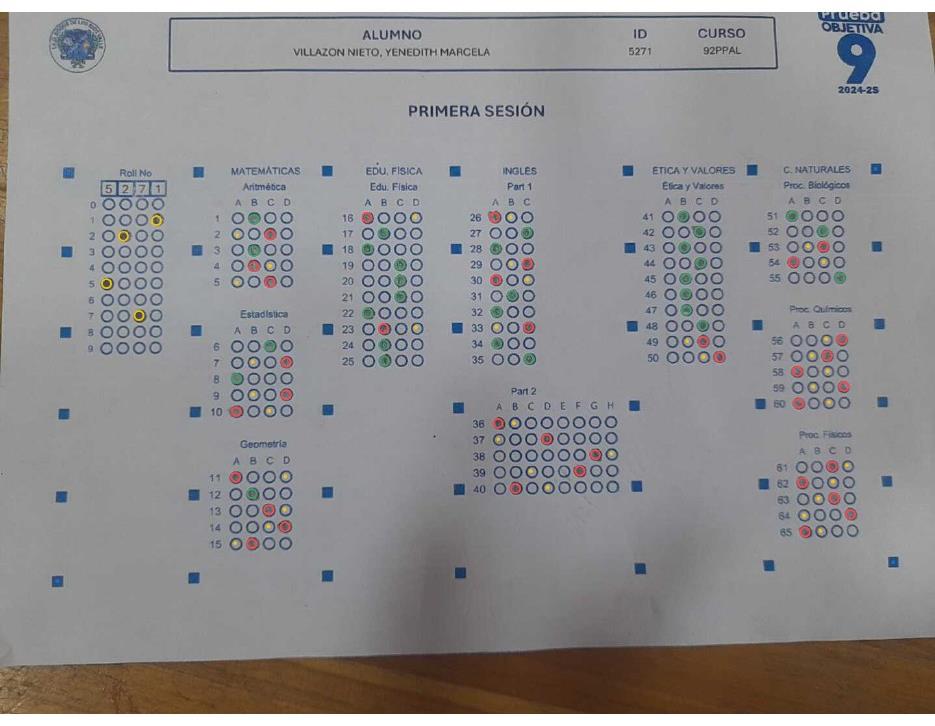 Prueba
OBJETIVA
9
2024-25
ALUMNO ID CURSO
VILLAZON NIETO, YENEDITH MARCELA 5271 92PPAL
PRIMERA SESIÓN
Roll No
5 2 7 1
0
1
2
3
4
5
6
7
8
9
MATEMÁTICAS
Aritmética
A B C D
1
2
3
4
5
Estadística
A B C D
6
7
8
9
10
Geometría
A B C D
11
12
13
14
15
EDU. FÍSICA
Edu. Física
A B C D
16
17
18
19
20
21
22
23
24
25
INGLES
Part 1
A B C
26
27
28
29
30
31
32
33
34
35
Part 2
A B C D E F G H
36
37
38
39
40
ETICA Y VALORES
Etica y Valores
A B C D
41
42
43
44
45
46
47
48
49
50
C. NATURALES
Proc. Biológicos
A B C D
51
52
53
54
55
Proc. Químicos
A B C D
56
57
58
59
60
Proc. Físicos
A B C D
61
62
63
64
65